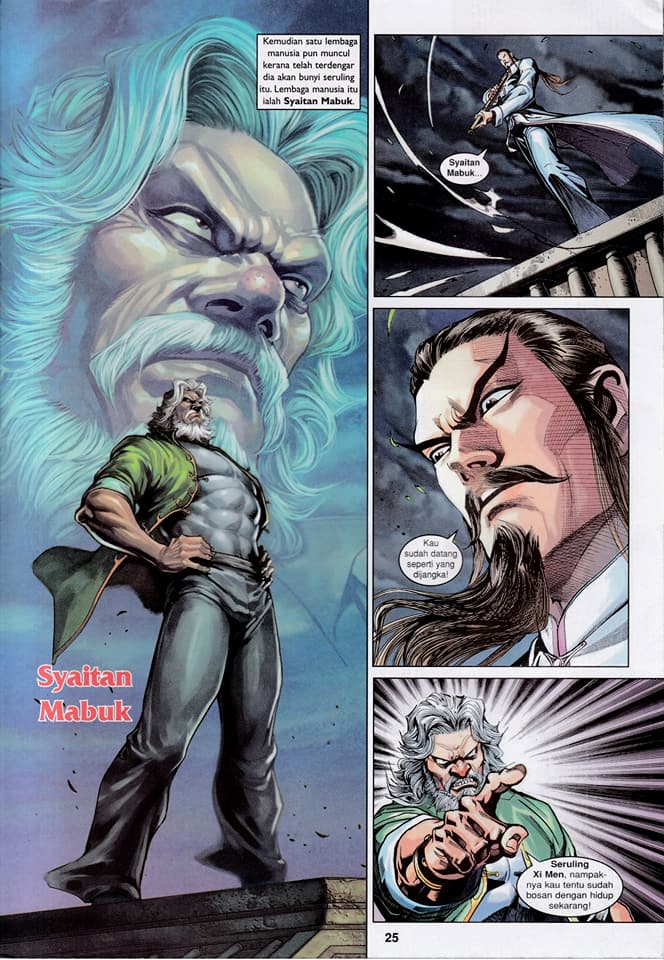 Kemudian satu lembaga
manusia pun muncul
kerana telah terdengar
dia akan bunyi seruling
itu. Lembaga manusia itu
ialah Syaitan Mabuk.
Syaitan
Mabuk
Syaitan
Mabuk...
Kau
sudah datang
seperti yang
dijangka!
Seruling
Xi Men, nampak-
nya kau tentu sudah
bosan dengan hidup
sekarang!
25